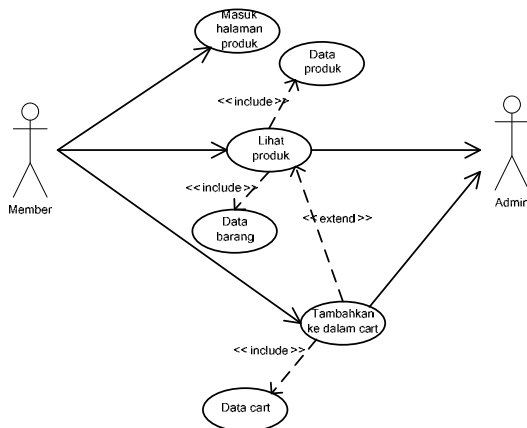 Masuk
halaman
produk
Data
produk
<<include>>
Lihat
produk
<<include>>
Member
Admin
Data
barang
<<extend>>
Tambahkan
ke dalam cart
<<include>>
Data cart